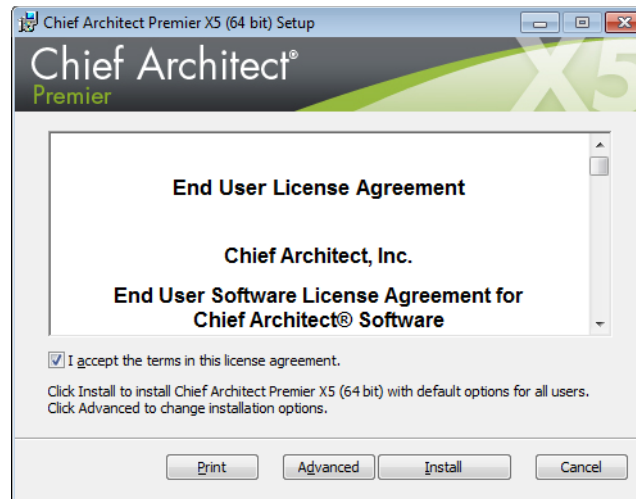 Chief Architect Premier X5 (64 bit) Setup
Chief Architect®
Premier
X5
End User License Agreement
Chief Architect, Inc.
End User Software License Agreement for
Chief Architect® Software
I accept the terms in this license agreement.
Click Install to install Chief Architect Premier X5 (64 bit) with default options for all users.
Click Advanced to change installation options.
Print
Advanced
Install
Cancel